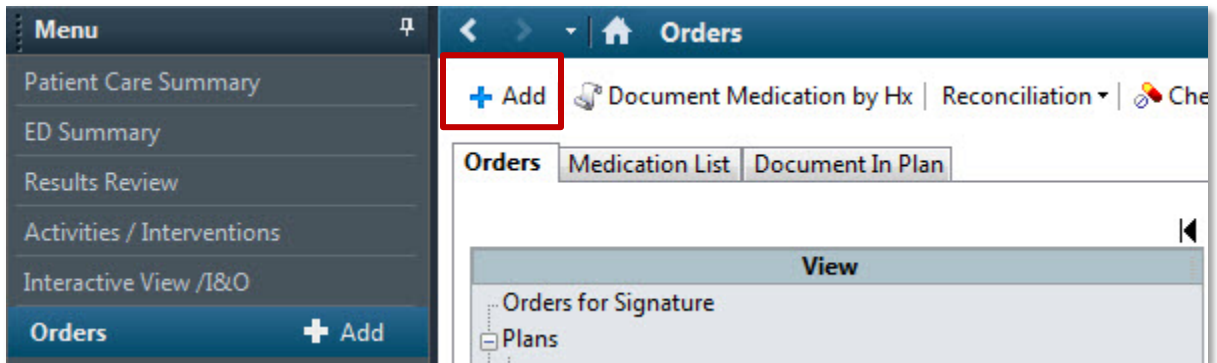 Menu
Patient Care Summary
ED Summary
Results Review
Activities / Interventions
Interactive View /I&O
Orders Add
Orders
Add Document Medication by Hx Reconciliation Che
Orders Medication List Document In Plan
View
Orders for Signature
Plans